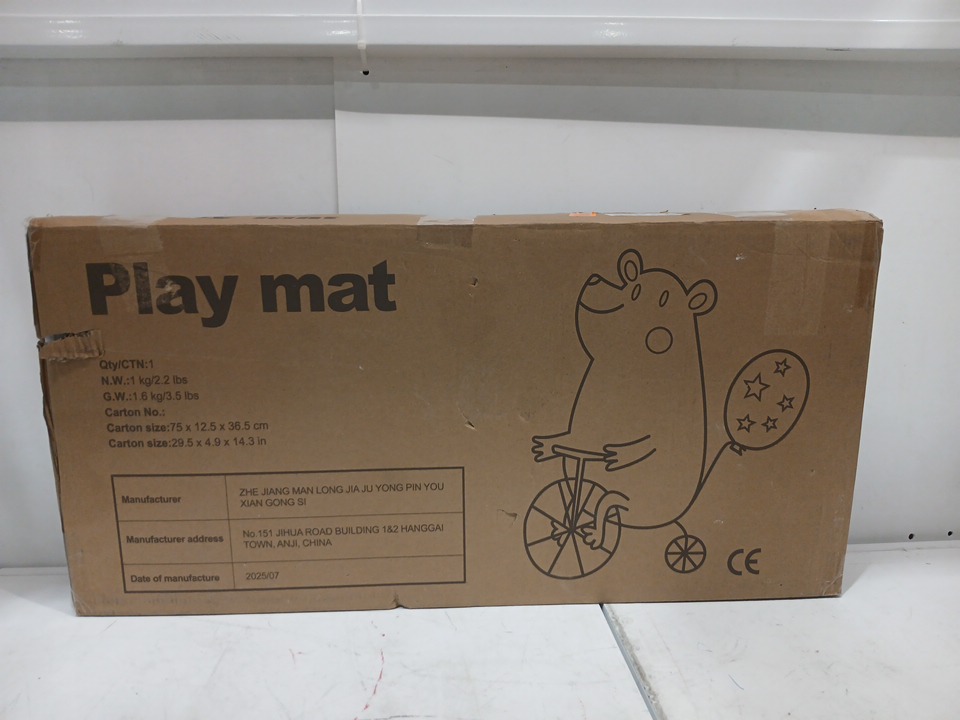 Play mat
Qty/CTN:1
N.W.:1 kg/2.2 lbs
G.W.:1.6 kg/3.5 lbs
Carton No.:
Carton size:75 x 12.5 x 36.5 cm
Carton size:29.5 x 4.9 x 14.3 in
Manufacturer
ZHE JIANG MAN LONG JIA JU YONG PIN YOU
XIAN GONG SI
Manufacturer address
No.151 JIHUA ROAD BUILDING 1&2 HANGGAI
TOWN, ANJI, CHINA
Date of manufacture
2025/07
CE